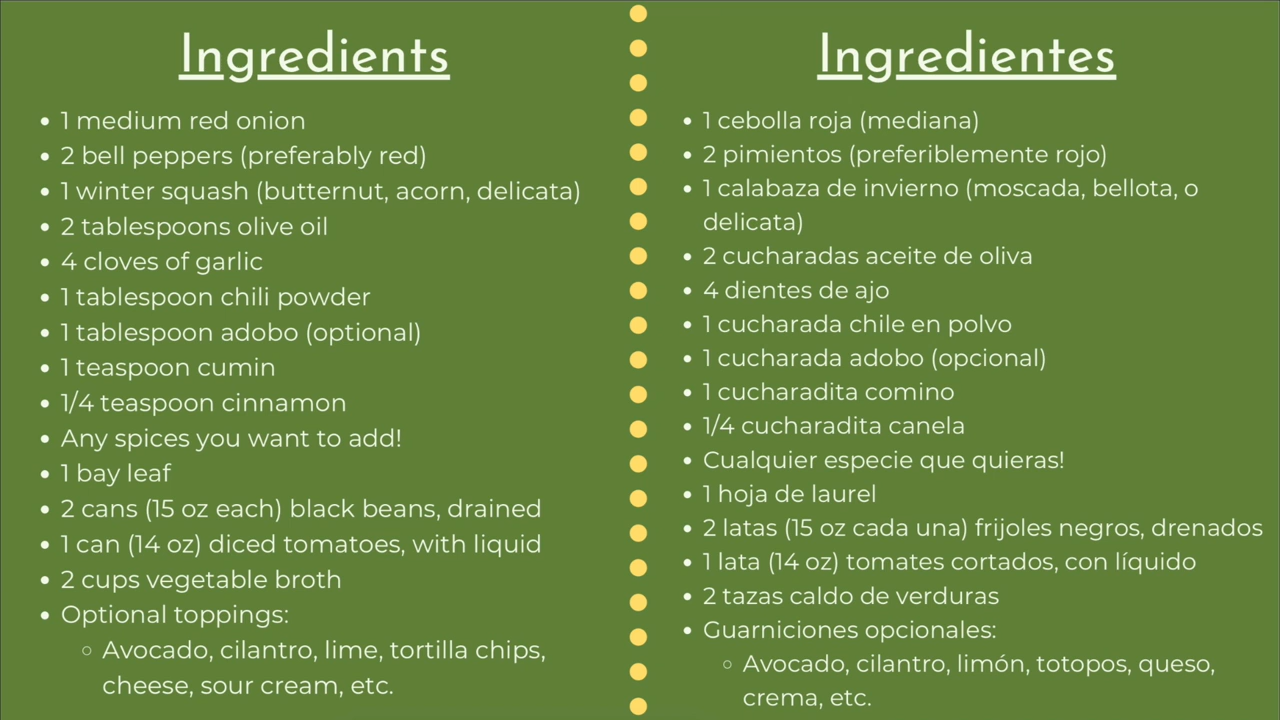 Ingredients
1 medium red onion
2 bell peppers (preferably red)
1 winter squash (butternut, acorn, delicata)
2 tablespoons olive oil
4 cloves of garlic
1 tablespoon chili powder
1 tablespoon adobo (optional)
1 teaspoon cumin
1/4 teaspoon cinnamon
Any spices you want to add!
1 bay leaf
2 cans (15 oz each) black beans, drained
1 can (14 oz) diced tomatoes, with liquid
2 cups vegetable broth
Optional toppings:
Avocado, cilantro, lime, tortilla chips,
cheese, sour cream, etc.
Ingredientes
1 cebolla roja (mediana)
2 pimientos (preferiblemente rojo)
1 calabaza de invierno (moscada, bellota, o
delicata)
2 cucharadas aceite de oliva
4 dientes de ajo
1 cucharada chile en polvo
1 cucharada adobo (opcional)
1 cucharadita comino
1/4 cucharadita canela
Cualquier especie que quieras!
1 hoja de laurel
2 latas (15 oz cada una) frijoles negros, drenados
1 lata (14 oz) tomates cortados, con líquido
2 tazas caldo de verduras
Guarniciones opcionales:
Avocado, cilantro, limón, totopos, queso,
crema, etc.